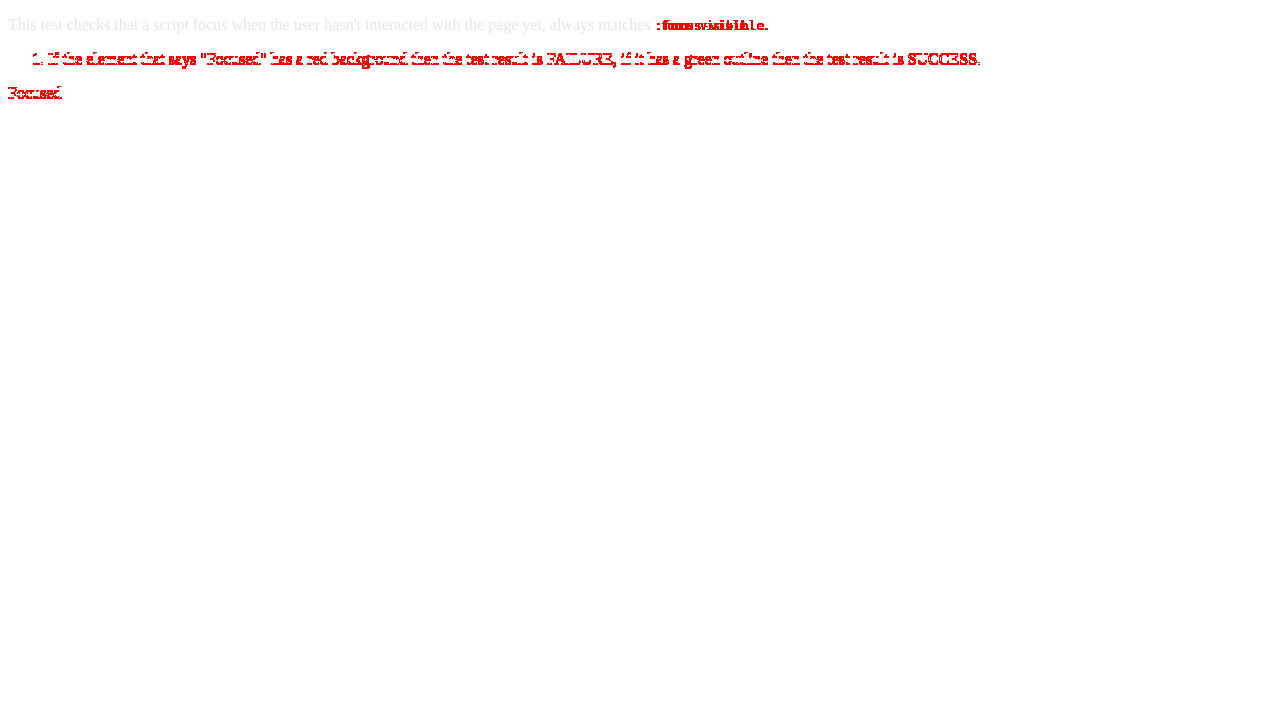 This test checks that a script focus when the user hasn't interacted with the page yet, always matches :focus-visible.
1. If the element that says "Focused" has a red background then the test result is FAILURE, if it has a green outline then the test result is SUCCESS.
Focused